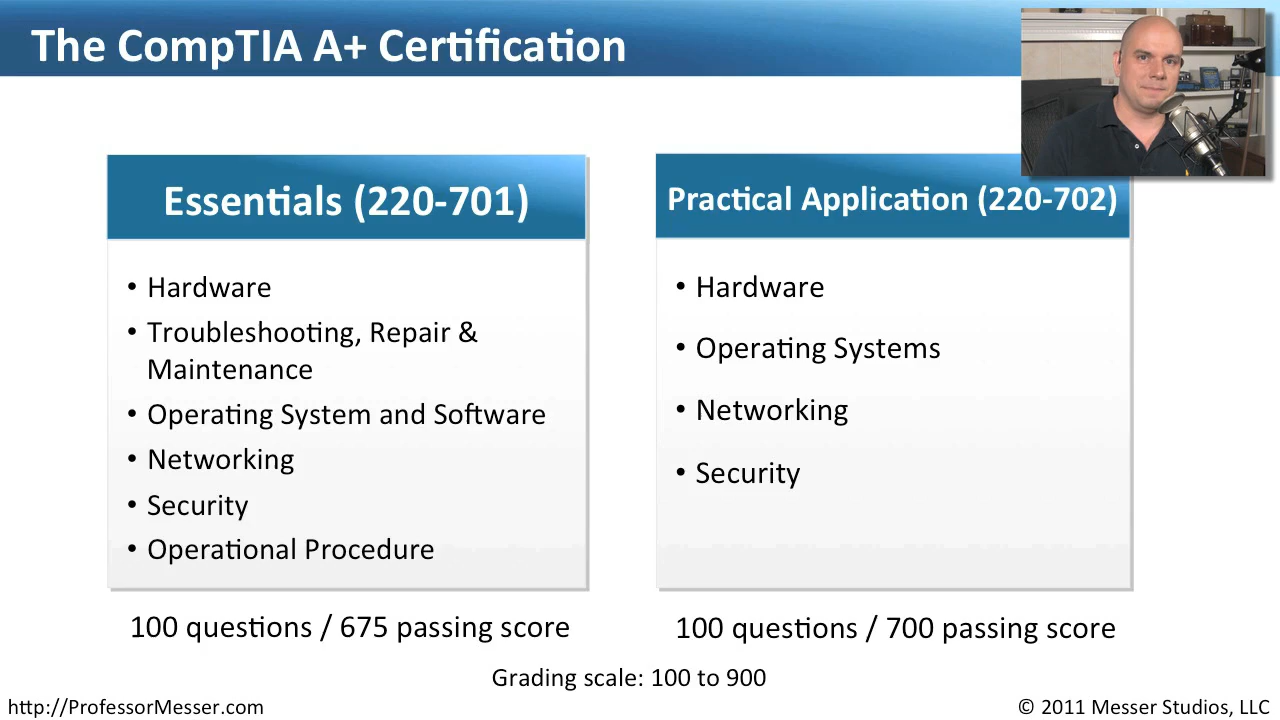 The CompTIA A+ Certification
Essentials (220-701)
• Hardware
• Troubleshooting, Repair &
Maintenance
• Operating System and Software
• Networking
• Security
• Operational Procedure
100 questions / 675 passing score
Practical Application (220-702)
• Hardware
• Operating Systems
• Networking
• Security
100 questions / 700 passing score
Grading scale: 100 to 900
http://ProfessorMesser.com
© 2011 Messer Studios, LLC